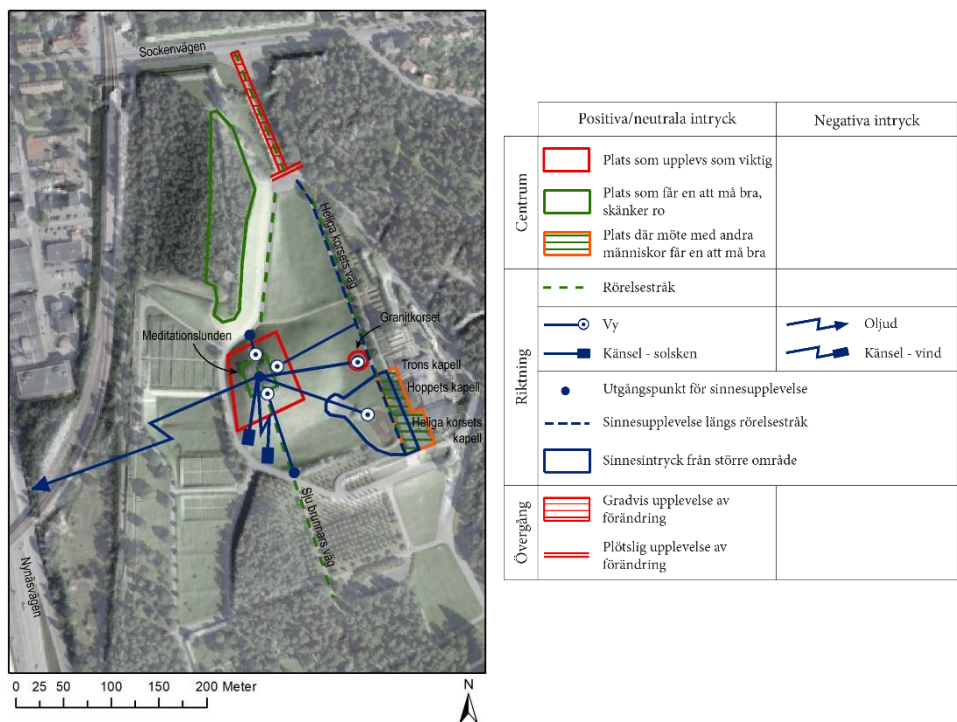 Sockenvägen
Heliga korsets väg
Granitkorset
Meditationslunden
Trons kapell
Hoppets kapell
Heliga korsets
kapell
Sju brunnars väg
Nynäsvägen
0 25 50 100 150 200 Meter
N
Positiva/neutrala intryck
Negativa intryck
Centrum
Plats som upplevs som viktig
Plats som får en att må bra,
skänker ro
Plats där möte med andra
människor får en att må bra
Riktning
Rörelsestråk
Vy
Oljud
Känsel - solsken
Känsel - vind
Utgångspunkt för sinnesupplevelse
Sinnesupplevelse längs rörelsestråk
Sinnesintryck från större område
Övergång
Gradvis upplevelse av
förändring
Plötslig upplevelse av
förändring